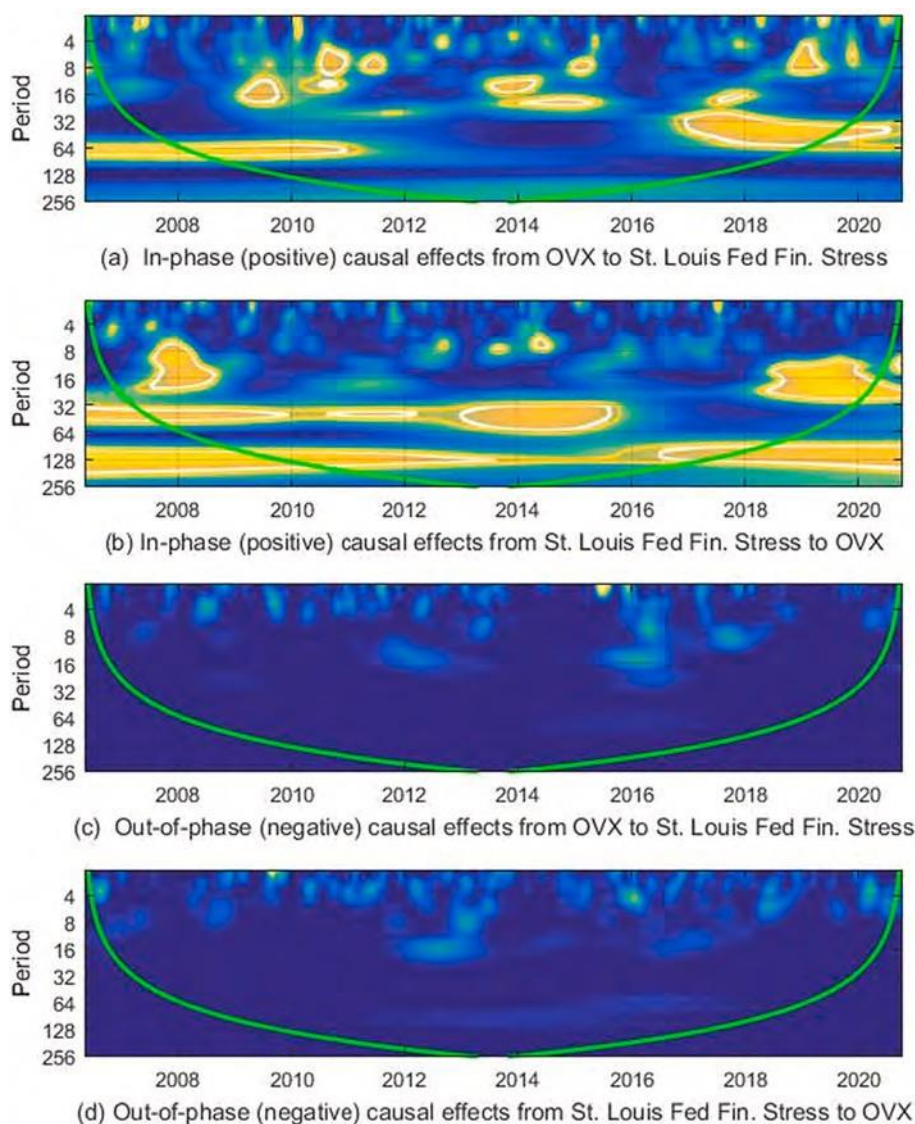 Period
4
8
16
32
64
128
256
2008 2010 2012 2014 2016 2018 2020
(a) In-phase (positive) causal effects from OVX to St. Louis Fed Fin. Stress
Period
4
8
16
32
64
128
256
2008 2010 2012 2014 2016 2018 2020
(b) In-phase (positive) causal effects from St. Louis Fed Fin. Stress to OVX
Period
4
8
16
32
64
128
256
2008 2010 2012 2014 2016 2018 2020
(c) Out-of-phase (negative) causal effects from OVX to St. Louis Fed Fin. Stress
Period
4
8
16
32
64
128
256
2008 2010 2012 2014 2016 2018 2020
(d) Out-of-phase (negative) causal effects from St. Louis Fed Fin. Stress to OVX